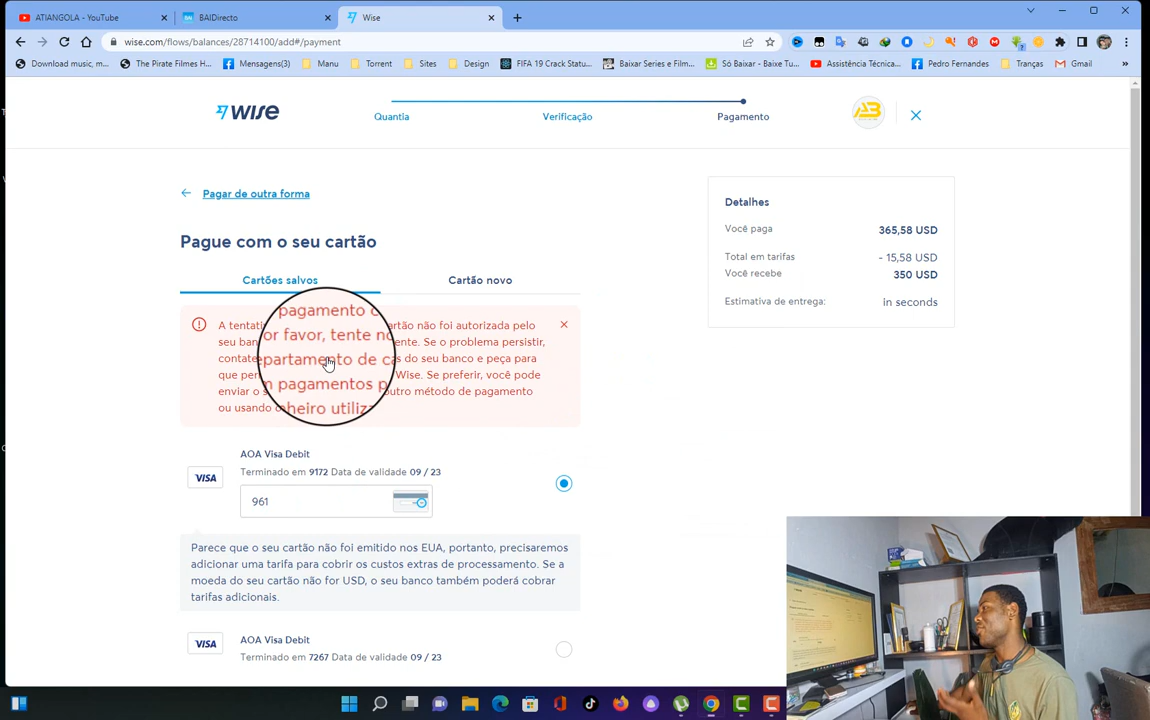 ATIANGOLA - YouTube
BAIDirecto
Wise
wise.com/flows/balances/28714100/add#/payment
Download music, m...
The Pirate Filmes H...
Mensagens(3)
Manu
Torrent
Sites
Design
FIFA 19 Crack Statu...
Baixar Series e Film...
Só Baixar - Baixe Tu...
Assistência Técnica...
Pedro Fernandes
Tranças
Gmail
WISE
Quantia
Verificação
Pagamento
AB
Pagar de outra forma
Pague com o seu cartão
Cartões salvos
Cartão novo
A tentati pagamento c artão não foi autorizada pelo
seu ban or favor, tente no ente. Se o problema persistir,
contate partamento de ca s do seu banco e peça para
que per m pagamentos p Wise. Se preferir, você pode
enviar o s outro método de pagamento
ou usando o nheiro utiliz
VISA
AOA Visa Debit
Terminado em 9172 Data de validade 09 / 23
961
Parece que o seu cartão não foi emitido nos EUA, portanto, precisaremos
adicionar uma tarifa para cobrir os custos extras de processamento. Se a
moeda do seu cartão não for USD, o seu banco também poderá cobrar
tarifas adicionais.
VISA
AOA Visa Debit
Terminado em 7267 Data de validade 09 / 23
Detalhes
Você paga 365,58 USD
Total em tarifas - 15,58 USD
Você recebe 350 USD
Estimativa de entrega: in seconds